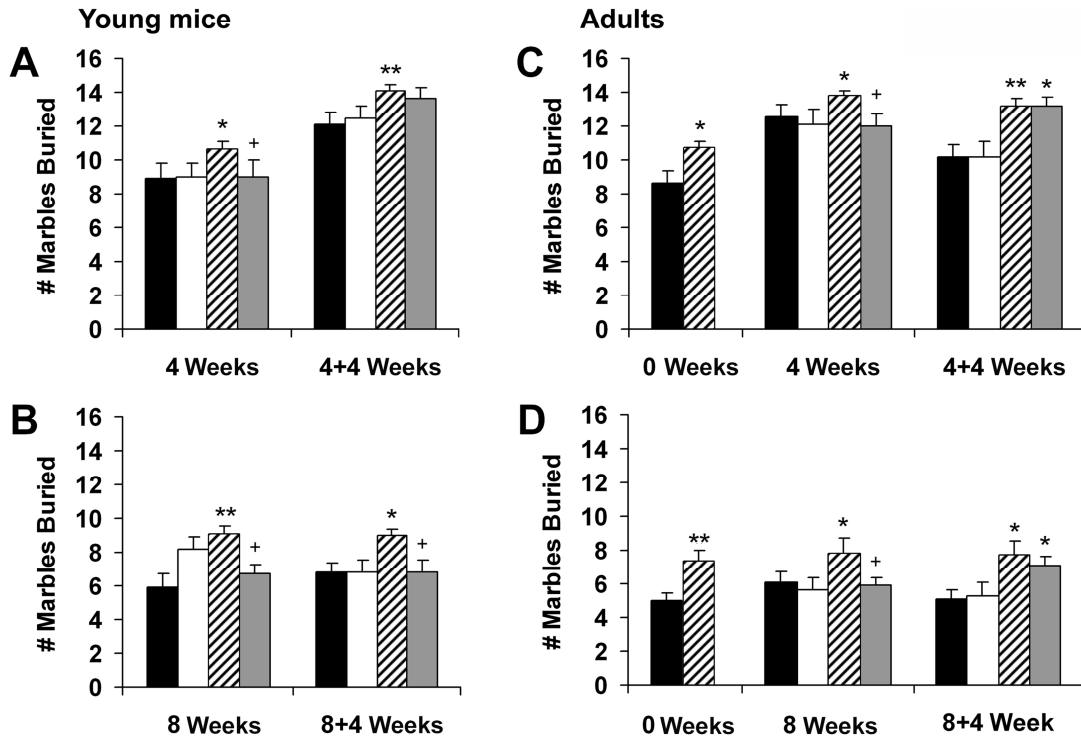 Young mice
Adults
A
# Marbles Buried
16
14
12
10
8
6
4
2
0
*
+
**
4 Weeks
4+4 Weeks
C
# Marbles Buried
16
14
12
10
8
6
4
2
0
*
*
+
**
*
0 Weeks
4 Weeks
4+4 Weeks
B
# Marbles Buried
16
14
12
10
8
6
4
2
0
**
+
*
+
8 Weeks
8+4 Weeks
D
# Marbles Buried
16
14
12
10
8
6
4
2
0
**
*
+
*
*
0 Weeks
8 Weeks
8+4 Week